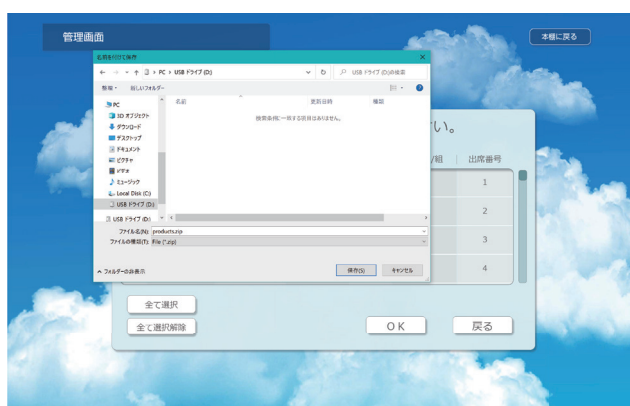 管理画面
本棚に戻る
名前を付けて保存
PC > USB ドライブ (D:)
USB ドライブ (D:)の検索
整理
新しいフォルダー
名前
更新日時
種類
検索条件に一致する項目はありません。
PC
3D オブジェクト
ダウンロード
デスクトップ
ドキュメント
ピクチャ
ビデオ
ミュージック
Local Disk (C:)
USB ドライブ (D:)
USB ドライブ (D:)
ファイル名(N): products.zip
ファイルの種類(T): File (*.zip)
フォルダーの非表示
保存(S)
キャンセル
い。
/組
出席番号
1
2
3
4
全て選択
全て選択解除
OK
戻る